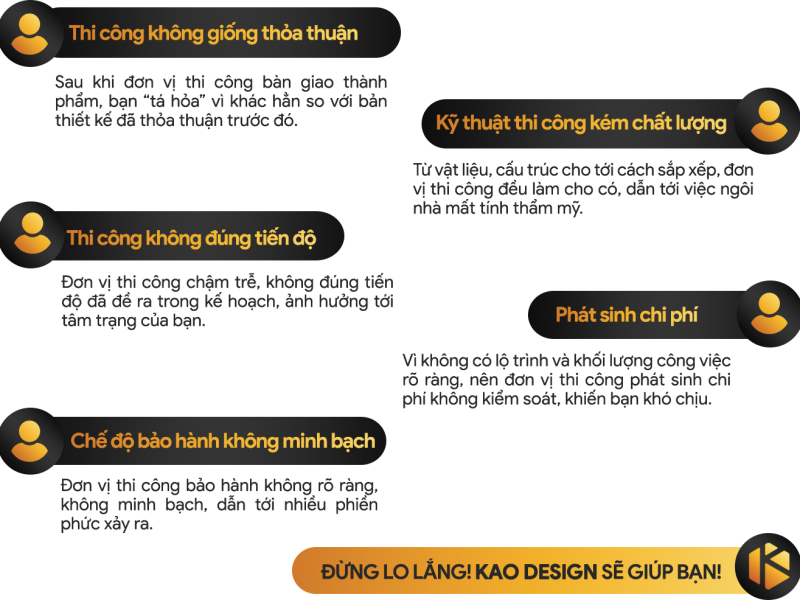 Thi công không giống thỏa thuận
Sau khi đơn vị thi công bàn giao thành
phẩm, bạn “tá hỏa” vì khác hẳn so với bản
thiết kế đã thỏa thuận trước đó.
Kỹ thuật thi công kém chất lượng
Từ vật liệu, cấu trúc cho tới cách sắp xếp, đơn
vị thi công đều làm cho có, dẫn tới việc ngôi
nhà mất tính thẩm mỹ.
Thi công không đúng tiến độ
Đơn vị thi công chậm trễ, không đúng tiến
độ đã đề ra trong kế hoạch, ảnh hưởng tới
tâm trạng của bạn.
Phát sinh chi phí
Vì không có lộ trình và khối lượng công việc
rõ ràng, nên đơn vị thi công phát sinh chi
phí không kiểm soát, khiến bạn khó chịu.
Chế độ bảo hành không minh bạch
Đơn vị thi công bảo hành không rõ ràng,
không minh bạch, dẫn tới nhiều phiền
phức xảy ra.
ĐỪNG LO LẮNG! KAO DESIGN SẼ GIÚP BẠN!